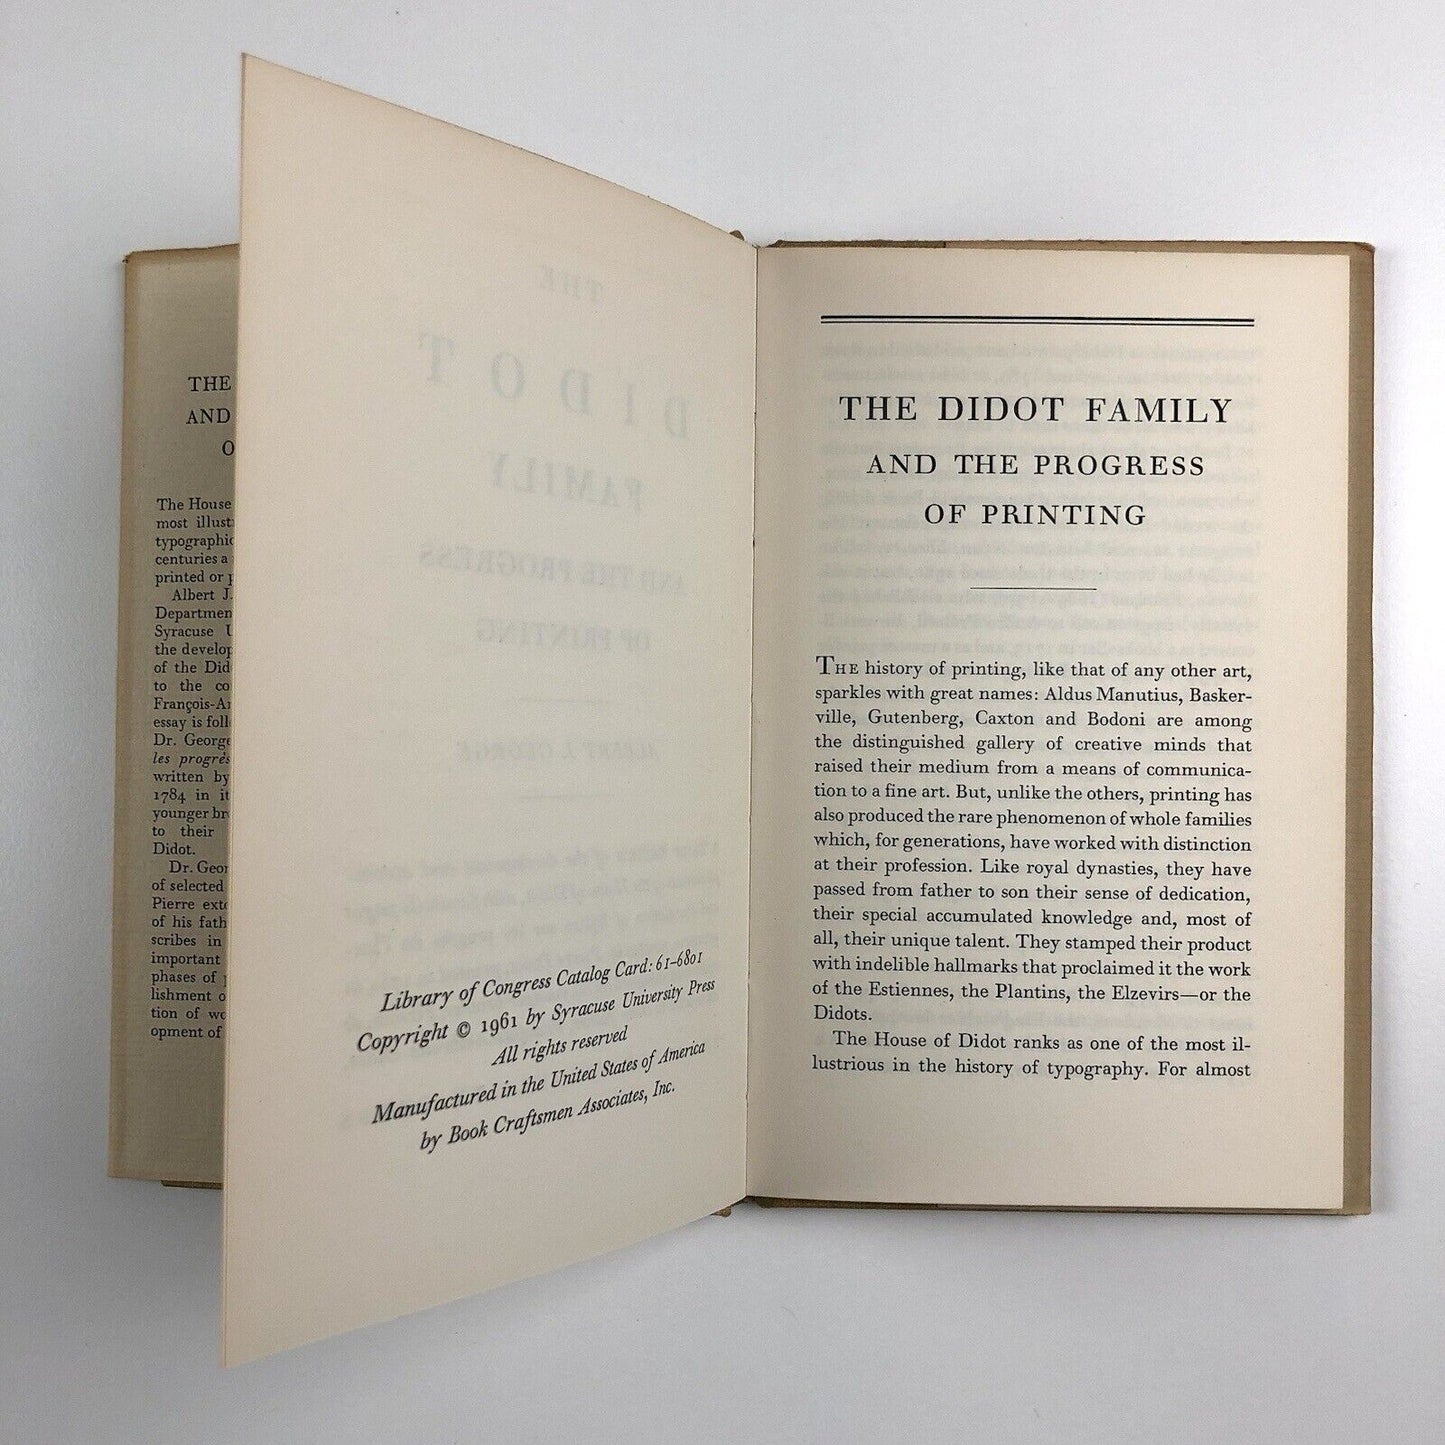 THE
AND
The House
most
typographic
centuries a
printed or
Albert J.
Departmen
Syracuse
the develop
of the Did
to the
François-
essay is
Dr. George
les progrès
written by
1784 in
younger
to their
Didot.
Dr.
of selected
Pierre
of his
scribes in
important
phases of
lishment
tion of
opment of
THE
DIDOT
FAMILY
AND THE PROGRESS
OF PRINTING
ALBERT J. GEORGE
Library of Congress Catalog Card: 61-6801
Copyright © 1961 by Syracuse University Press
All rights reserved
Manufactured in the United States of America
by Book Craftsmen Associates, Inc.
THE DIDOT FAMILY
AND THE PROGRESS
OF PRINTING
THE history of printing, like that of any other art,
sparkles with great names: Aldus Manutius, Basker-
ville, Gutenberg, Caxton and Bodoni are among
the distinguished gallery of creative minds that
raised their medium from a means of communica-
tion to a fine art. But, unlike the others, printing has
also produced the rare phenomenon of whole families
which, for generations, have worked with distinction
at their profession. Like royal dynasties, they have
passed from father to son their sense of dedication,
their special accumulated knowledge and, most of
all, their unique talent. They stamped their product
with indelible hallmarks that proclaimed it the work
of the Estiennes, the Plantins, the Elzevirs—or the
Didots.
The House of Didot ranks as one of the most il-
lustrious in the history of typography. For almost